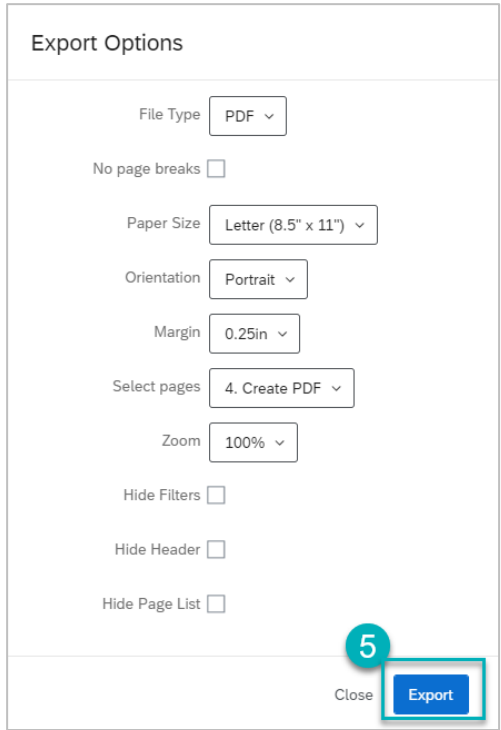 Export Options
File Type PDF
No page breaks
Paper Size Letter (8.5" x 11")
Orientation Portrait
Margin 0.25in
Select pages 4. Create PDF
Zoom 100%
Hide Filters
Hide Header
Hide Page List
5
Close Export